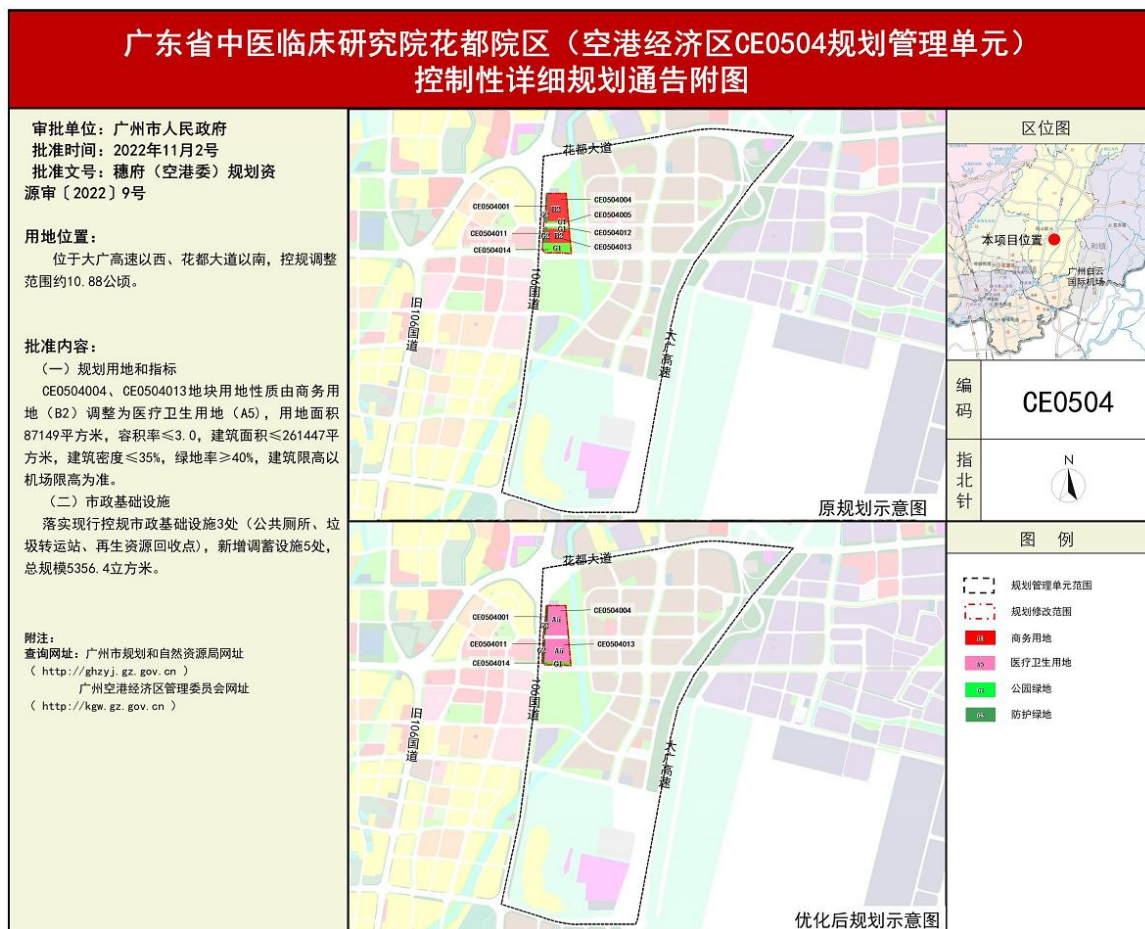 广东省中医临床研究院花都院区（空港经济区CE0504规划管理单元）
控制性详细规划通告附图
审批单位：广州市人民政府
批准时间：2022年11月2号
批准文号：穗府（空港委）规划资
源审〔2022〕9号
用地位置：
位于大广高速以西、花都大道以南，控规调整
范围约10.88公顷。
批准内容：
（一）规划用地和指标
CE0504004、CE0504013地块用地性质由商务用
地（B2）调整为医疗卫生用地（A5），用地面积
87149平方米，容积率≤3.0，建筑面积≤261447平
方米，建筑密度≤35%，绿地率≥40%，建筑限高以
机场限高为准。
（二）市政基础设施
落实现行控规市政基础设施3处（公共厕所、垃
圾转运站、再生资源回收点），新增调蓄设施5处，
总规模5356.4立方米。
附注：
查询网址：广州市规划和自然资源局网址
（ http://ghzyj.gz.gov.cn ）
广州空港经济区管理委员会网址
（ http://kgw.gz.gov.cn ）
花都大道
CE0504001
CE0504004
CE0504005
CE0504011
CE0504012
CE0504013
CE0504014
B2
G1
G1
B2
G1
106国道
旧106国道
大广高速
原规划示意图
花都大道
CE0504001
CE0504004
CE0504011
CE0504013
CE0504014
A5
A5
G1
106国道
旧106国道
大广高速
优化后规划示意图
区位图
本项目位置
广州白云
国际机场
编码
CE0504
指北针
N
图 例
规划管理单元范围
规划修改范围
商务用地
A5
医疗卫生用地
G1
公园绿地
防护绿地